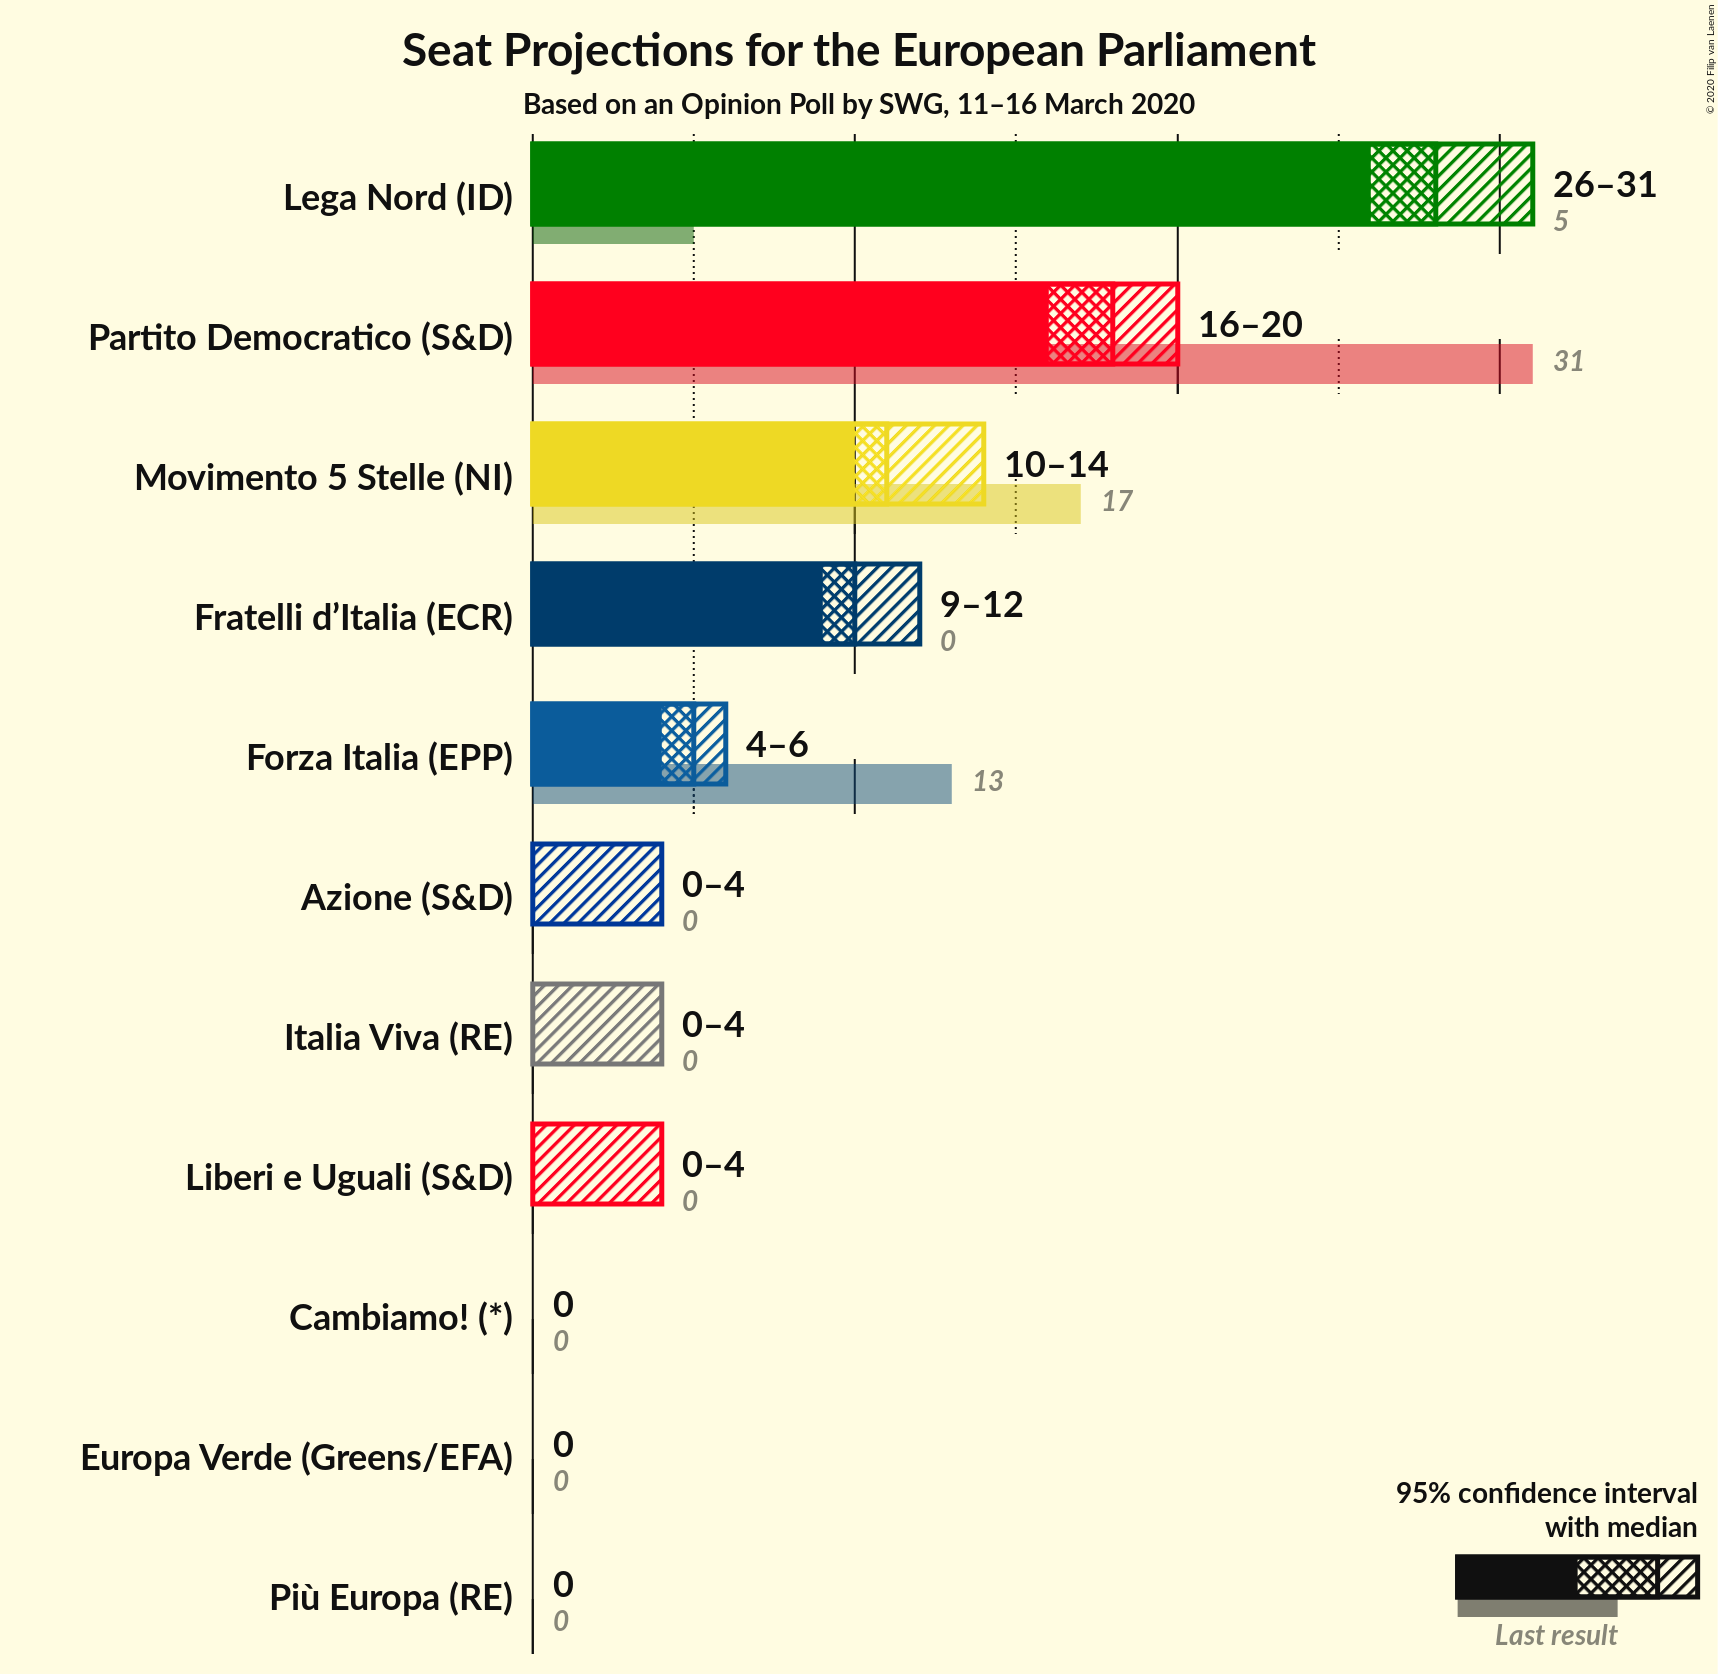 Seat Projections for the European Parliament
Based on an Opinion Poll by SWG, 11–16 March 2020
© 2020 Filip van Laenen
Lega Nord (ID)
26–31
5
Partito Democratico (S&D)
16–20
31
Movimento 5 Stelle (NI)
10–14
17
Fratelli d’Italia (ECR)
9–12
0
Forza Italia (EPP)
4–6
13
Azione (S&D)
0–4
0
Italia Viva (RE)
0–4
0
Liberi e Uguali (S&D)
0–4
0
Cambiamo! (*)
0
0
Europa Verde (Greens/EFA)
0
0
Più Europa (RE)
0
0
95% confidence interval
with median
Last result